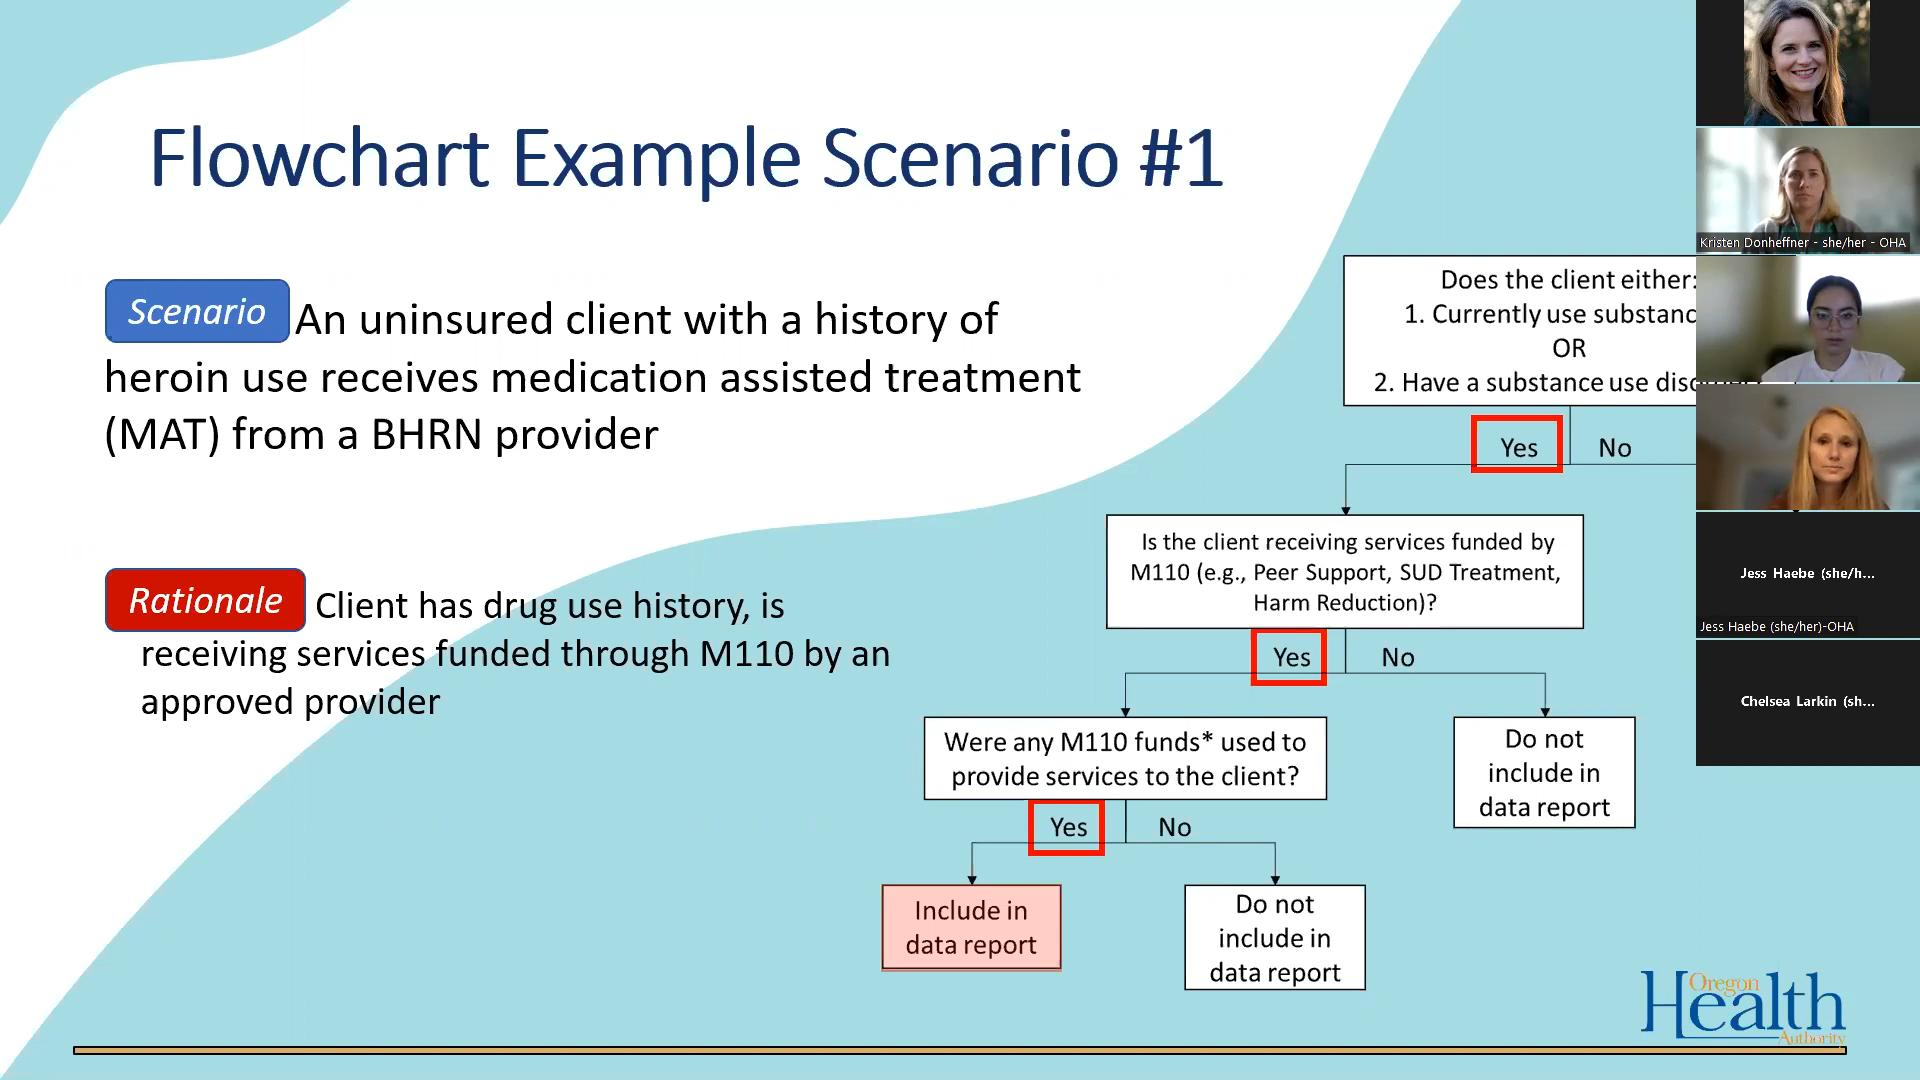 Flowchart Example Scenario #1
Scenario An uninsured client with a history of
heroin use receives medication assisted treatment
(MAT) from a BHRN provider
Rationale Client has drug use history, is
receiving services funded through M110 by an
approved provider
Does the client either:
1. Currently use substanc
OR
2. Have a substance use
Yes No
Is the client receiving services funded by
M110 (e.g., Peer Support, SUD Treatment,
Harm Reduction)?
Yes No
Were any M110 funds* used to
provide services to the client?
Do not
include in
data report
Yes No
Include in
data report
Do not
include in
data report
Kristen Donheffner - she/her - OHA
Jess Haebe (she/h...
Jess Haebe (she/her)-OHA
Chelsea Larkin (sh...
Oregon
Health
Authority